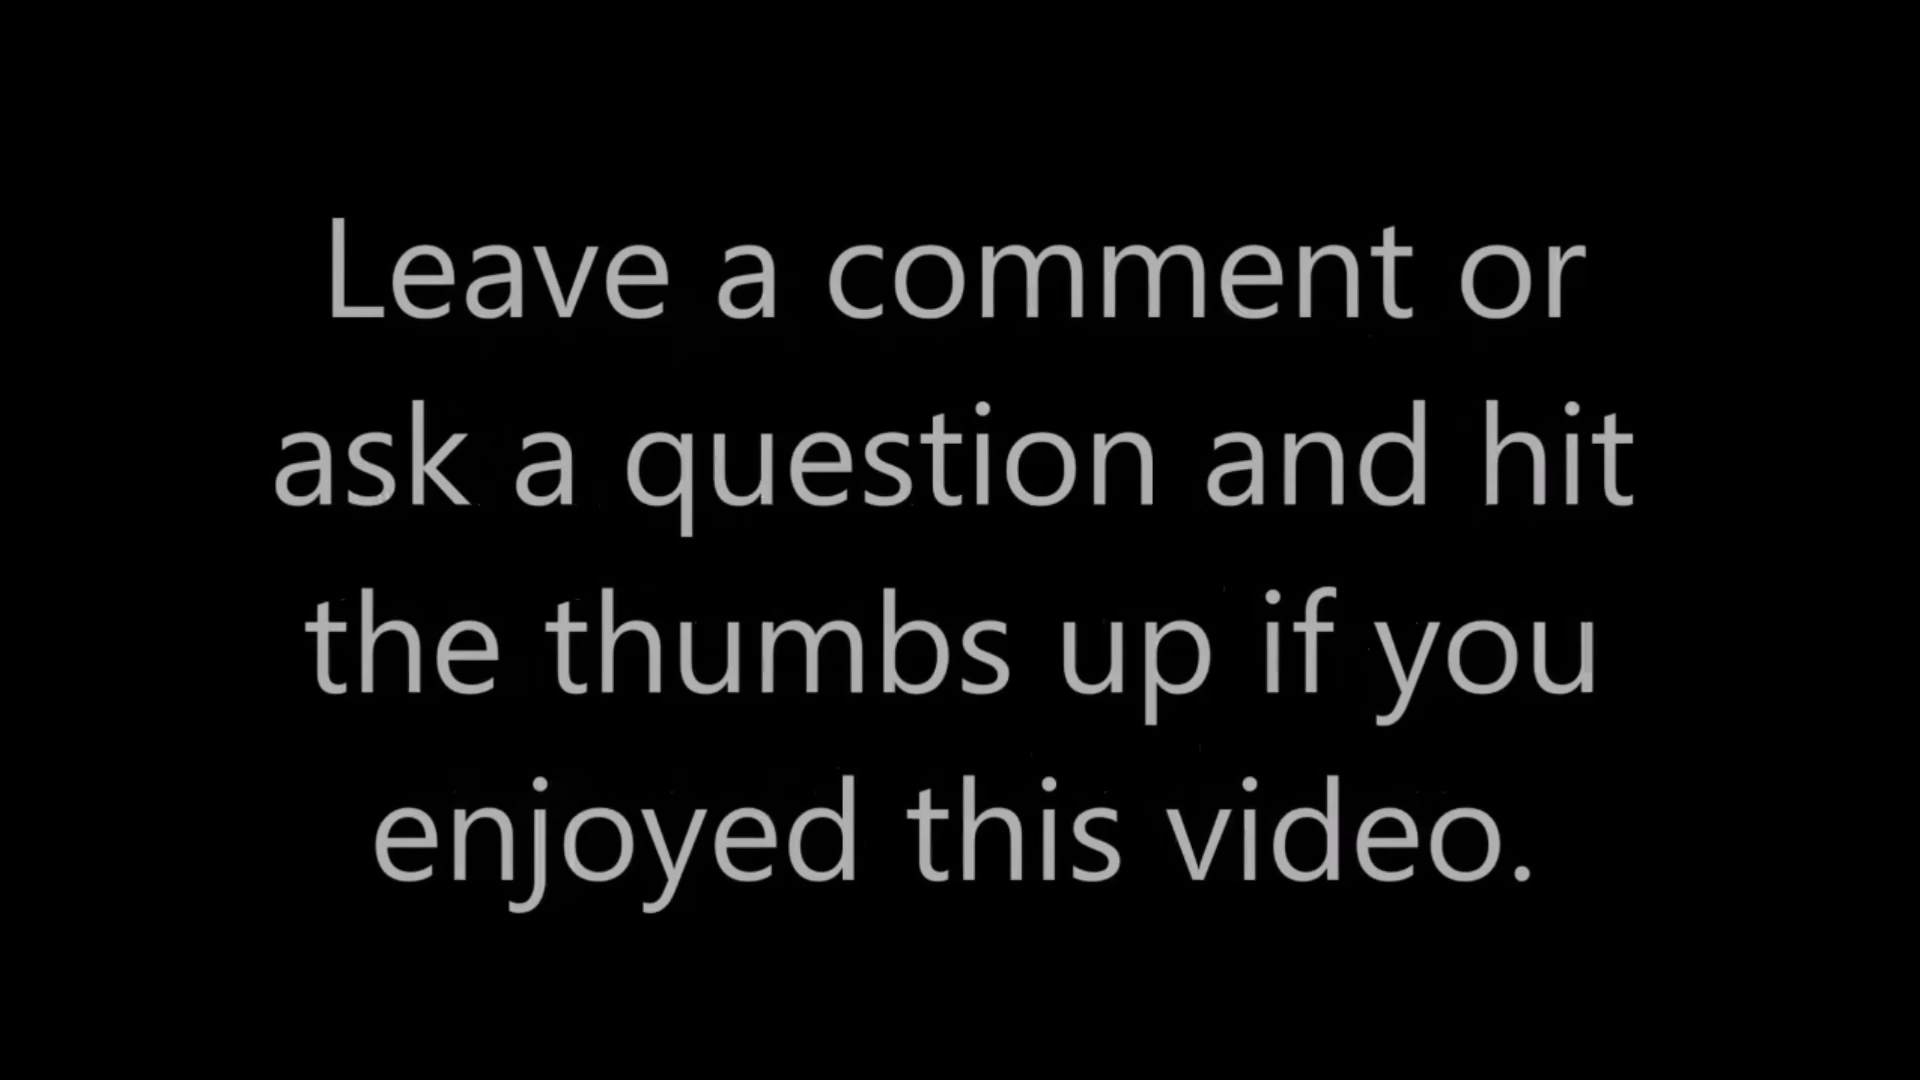 Leave a comment or
ask a question and hit
the thumbs up if you
enjoyed this video.